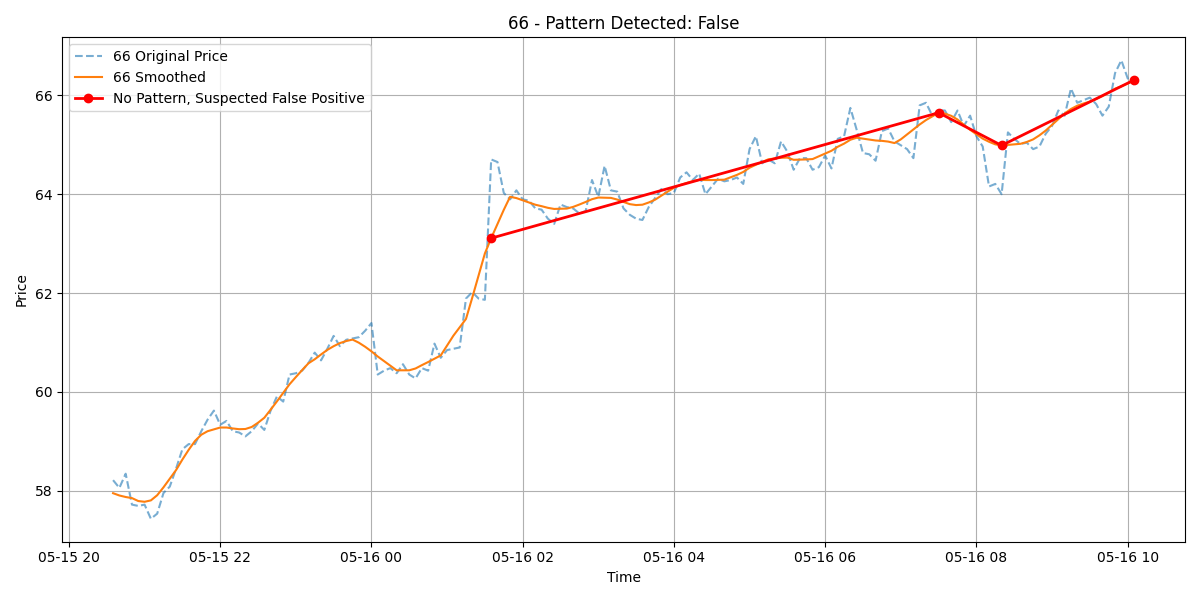 66 - Pattern Detected: False
66 Original Price
66 Smoothed
No Pattern, Suspected False Positive
Price
66
64
62
60
58
05-15 20
05-15 22
05-16 00
05-16 02
05-16 04
05-16 06
05-16 08
05-16 10
Time